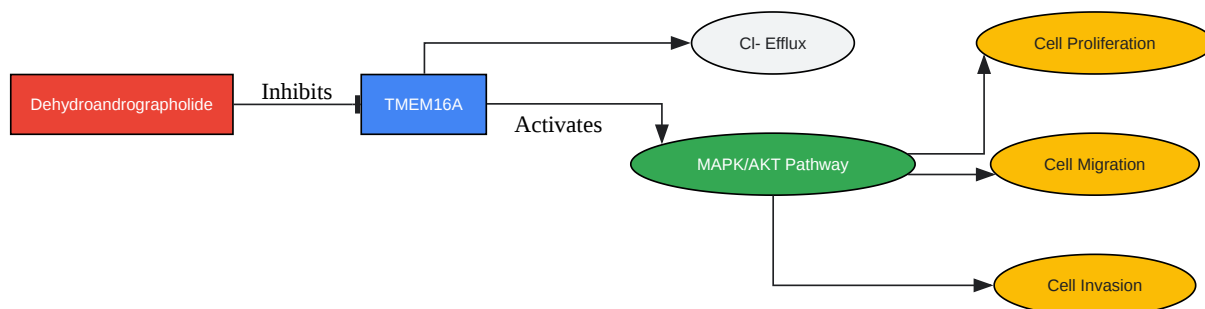 Cl- Efflux
Cell Proliferation
Dehydroandrographolide
Inhibits
TMEM16A
Activates
MAPK/AKT Pathway
Cell Migration
Cell Invasion